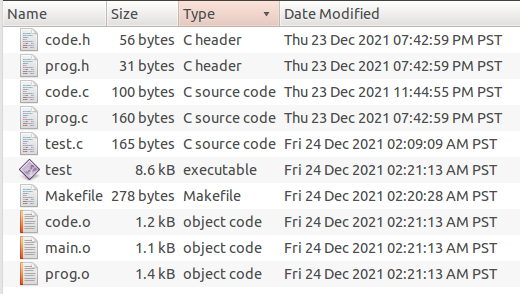 Name Size Type Date Modified
code.h 56 bytes C header Thu 23 Dec 2021 07:42:59 PM PST
prog.h 31 bytes C header Thu 23 Dec 2021 07:42:59 PM PST
code.c 100 bytes C source code Thu 23 Dec 2021 11:44:55 PM PST
prog.c 160 bytes C source code Thu 23 Dec 2021 07:42:59 PM PST
test.c 165 bytes C source code Fri 24 Dec 2021 02:09:09 AM PST
test 8.6 kB executable Fri 24 Dec 2021 02:21:13 AM PST
Makefile 278 bytes Makefile Fri 24 Dec 2021 02:20:28 AM PST
code.o 1.2 kB object code Fri 24 Dec 2021 02:21:13 AM PST
main.o 1.1 kB object code Fri 24 Dec 2021 02:21:13 AM PST
prog.o 1.4 kB object code Fri 24 Dec 2021 02:21:13 AM PST